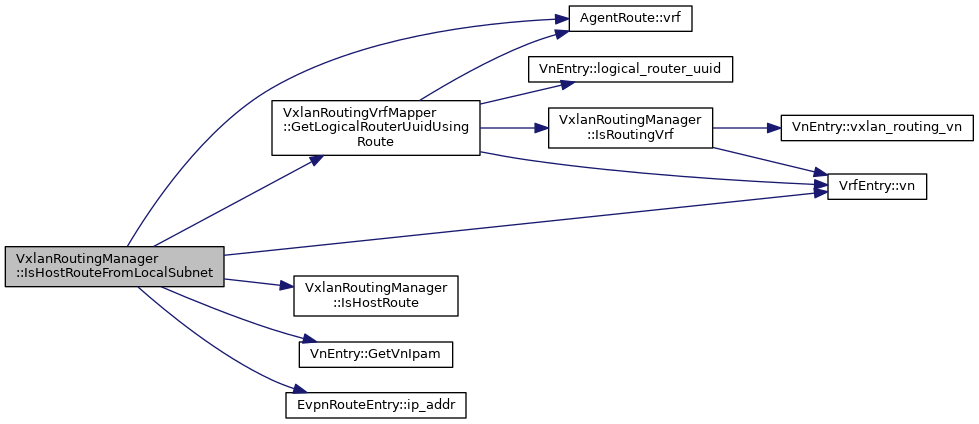 AgentRoute::vrf
VnEntry::logical_router_uuid
VxlanRoutingVrfMapper
::GetLogicalRouterUuidUsing
Route
VxlanRoutingManager
::IsRoutingVrf
VnEntry::vxlan_routing_vn
VrfEntry::vn
VxlanRoutingManager
::IsHostRouteFromLocalSubnet
VxlanRoutingManager
::IsHostRoute
VnEntry::GetVnIpam
EvpnRouteEntry::ip_addr